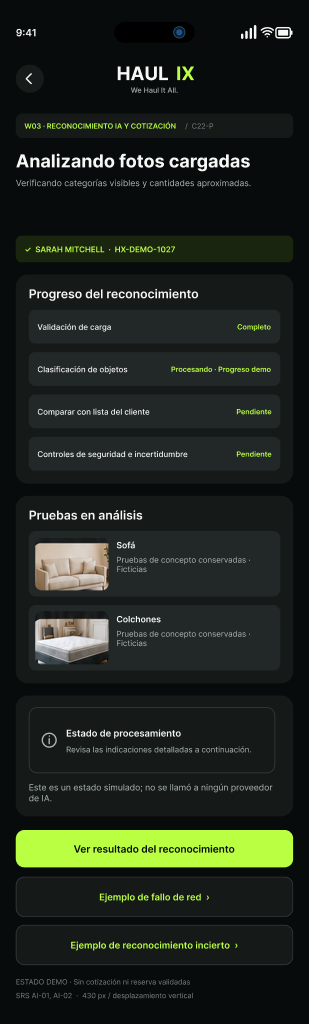 9:41
HAUL IX
We Haul It All.
W03 · RECONOCIMIENTO IA Y COTIZACIÓN / C22-P
Analizando fotos cargadas
Verificando categorías visibles y cantidades aproximadas.
✓ SARAH MITCHELL · HX-DEMO-1027
Progreso del reconocimiento
Validación de carga Completo
Clasificación de objetos Procesando · Progreso demo
Comparar con lista del cliente Pendiente
Controles de seguridad e incertidumbre Pendiente
Pruebas en análisis
Sofá
Pruebas de concepto conservadas ·
Ficticias
Colchones
Pruebas de concepto conservadas ·
Ficticias
Estado de procesamiento
Revisa las indicaciones detalladas a continuación.
Este es un estado simulado; no se llamó a ningún proveedor
de IA.
Ver resultado del reconocimiento
Ejemplo de fallo de red ›
Ejemplo de reconocimiento incierto ›
ESTADO DEMO · Sin cotización ni reserva validadas
SRS AI-01, AI-02 · 430 px / desplazamiento vertical